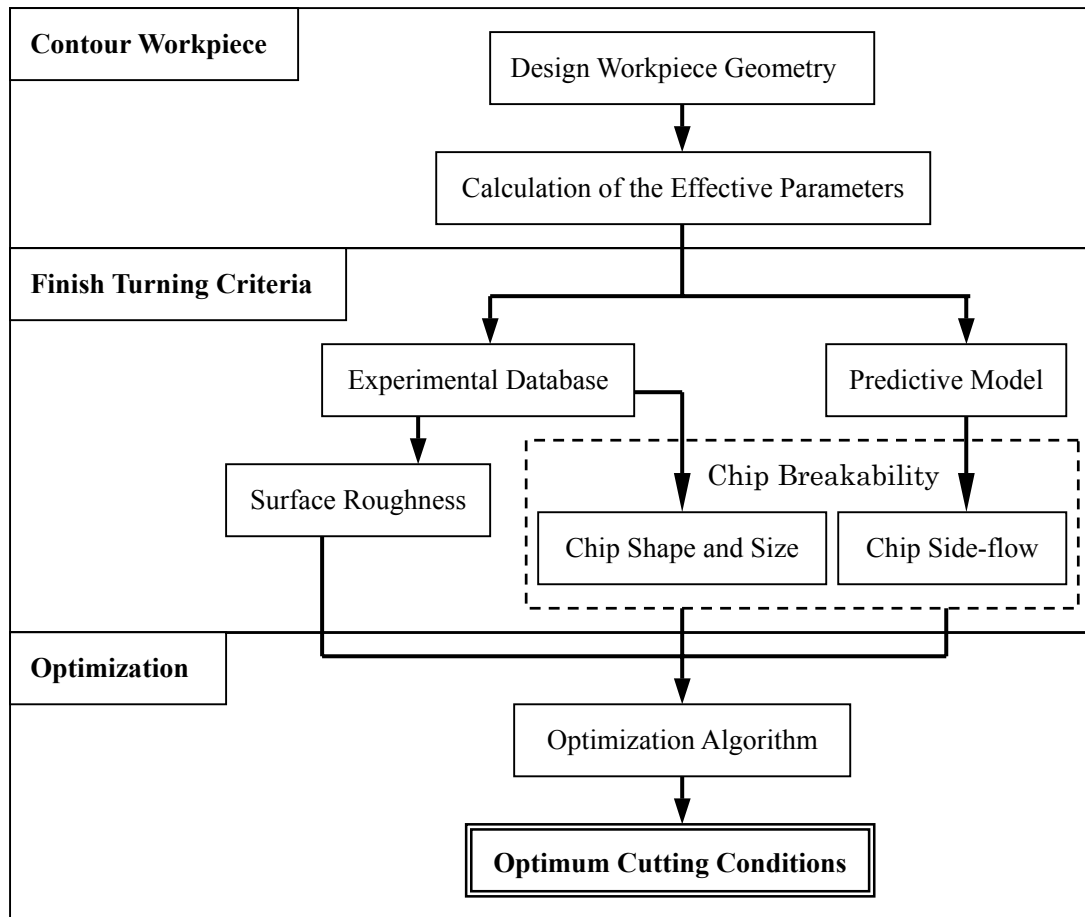 Contour Workpiece
Design Workpiece Geometry
Calculation of the Effective Parameters
Finish Turning Criteria
Experimental Database
Predictive Model
Surface Roughness
Chip Breakability
Chip Shape and Size
Chip Side-flow
Optimization
Optimization Algorithm
Optimum Cutting Conditions